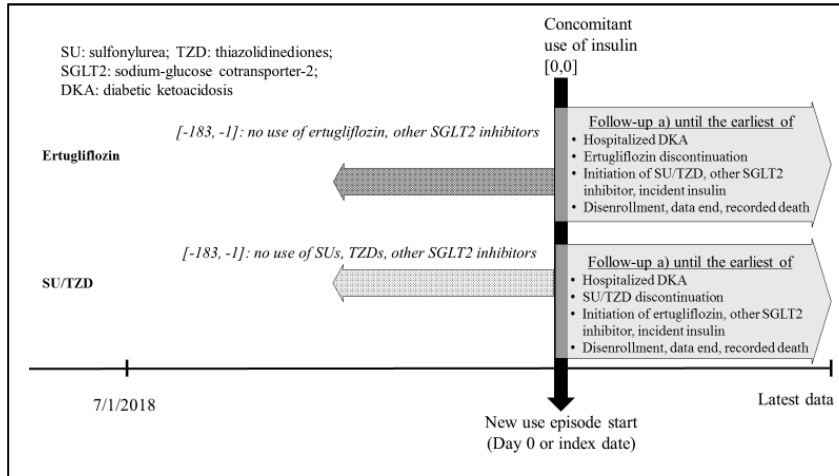 Concomitant
use of insulin
[0,0]
SU: sulfonylurea; TZD: thiazolidinediones;
SGLT2: sodium-glucose cotransporter-2;
DKA: diabetic ketoacidosis
[-183, -1]: no use of ertugliflozin, other SGLT2 inhibitors
Ertugliflozin
Follow-up a) until the earliest of
• Hospitalized DKA
• Ertugliflozin discontinuation
• Initiation of SU/TZD, other SGLT2
inhibitor, incident insulin
• Disenrollment, data end, recorded death
[-183, -1]: no use of SUs, TZDs, other SGLT2 inhibitors
SU/TZD
Follow-up a) until the earliest of
• Hospitalized DKA
• SU/TZD discontinuation
• Initiation of ertugliflozin, other SGLT2
inhibitor, incident insulin
• Disenrollment, data end, recorded death
7/1/2018
Latest data
New use episode start
(Day 0 or index date)